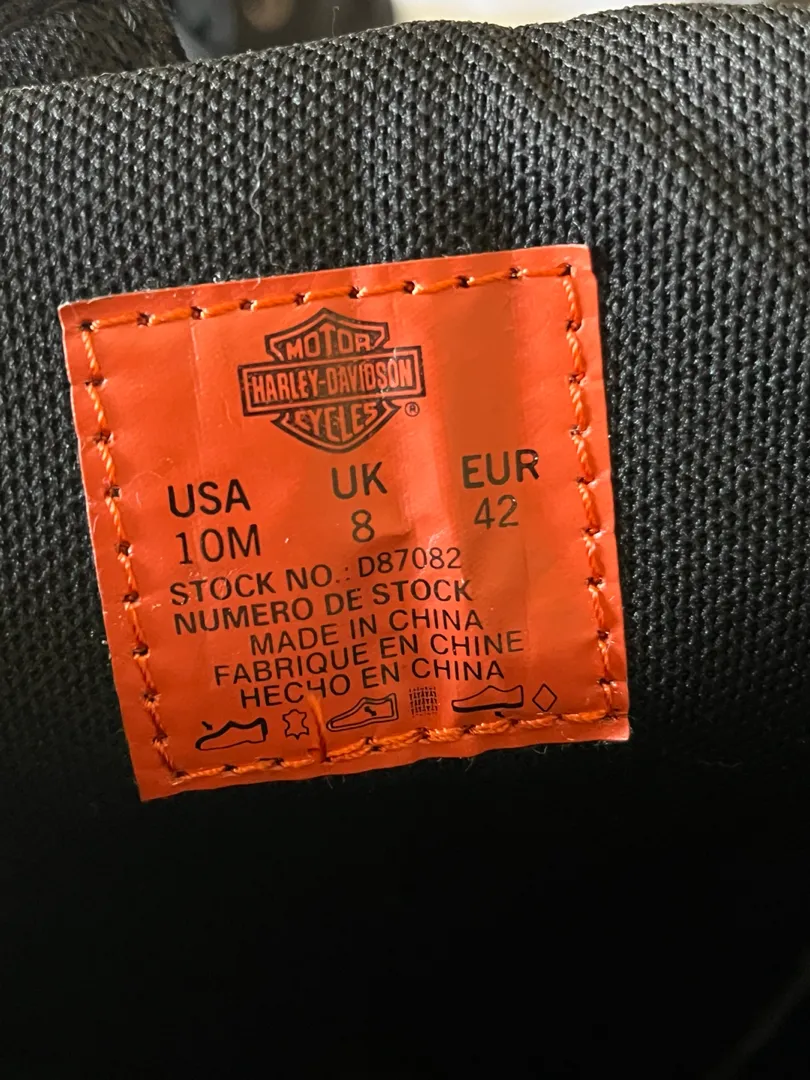 MOTOR
HARLEY-DAVIDSON
CYCLES
®
USA UK EUR
10M 8 42
STOCK NO.: D87082
NUMERO DE STOCK
MADE IN CHINA
FABRIQUE EN CHINE
HECHO EN CHINA